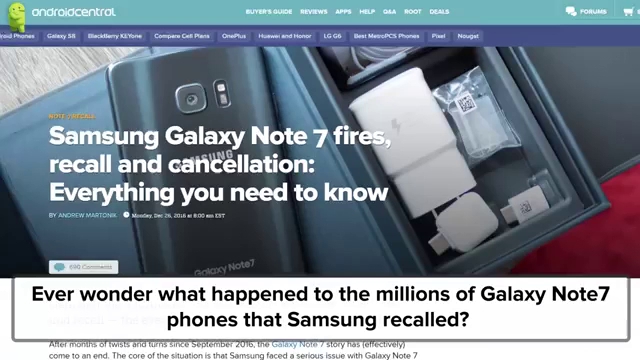 androidcentral
BUYER'S GUIDE REVIEWS APPS HELP Q&A ROOT DEALS
FORUMS
Phones Galaxy S8 BlackBerry KEYone Compare Cell Plans OnePlus Huawei and Honor LG G6 Best MetroPCS Phones Pixel Nougat
NOTE 7 RECALL
Samsung Galaxy Note 7 fires,
recall and cancellation:
Everything you need to know
SAMSUNG
BY ANDREW MARTONIK Monday, Dec 26, 2016 at 8:00 am EST
690 Comments
Galaxy Note7
Ever wonder what happened to the millions of Galaxy Note7
phones that Samsung recalled?
After months of twists and turns since September 2016, the Galaxy Note 7 story has (effectively)
come to an end. The core of the situation is that Samsung faced a serious issue with Galaxy Note 7